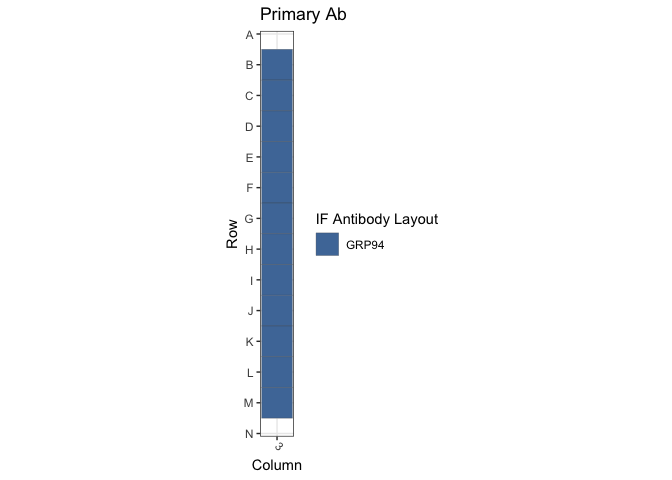 Primary Ab
A
B
C
D
E
F
G
H
I
J
K
L
M
N
Row
3
Column
IF Antibody Layout
GRP94